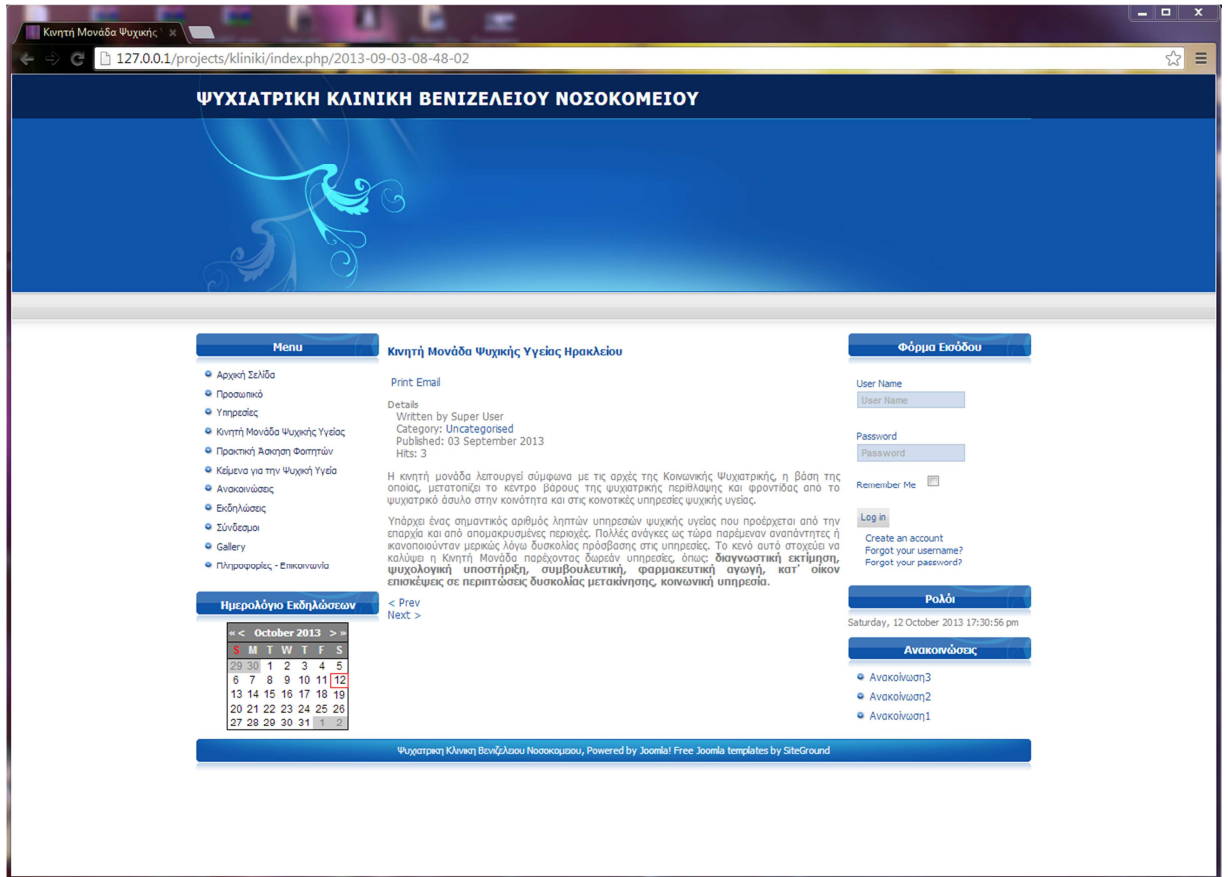 Κινητή Μονάδα Ψυχικής
127.0.0.1/projects/kliniki/index.php/2013-09-03-08-48-02
ΨΥΧΙΑΤΡΙΚΗ ΚΛΙΝΙΚΗ ΒΕΝΙΖΕΛΕΙΟΥ ΝΟΣΟΚΟΜΕΙΟΥ
Menu
Αρχική Σελίδα
Προσωπικό
Υπηρεσίες
Κινητή Μονάδα Ψυχικής Υγείας
Πρακτική Άσκηση Φοιτητών
Κείμενα για την Ψυχική Υγεία
Ανακοινώσεις
Εκδηλώσεις
Σύνδεσμοι
Gallery
Πληροφορίες - Επικοινωνία
Ημερολόγιο Εκδηλώσεων
« < October 2013 > »
S M T W T F S
29 30 1 2 3 4 5
6 7 8 9 10 11 12
13 14 15 16 17 18 19
20 21 22 23 24 25 26
27 28 29 30 31 1 2
Κινητή Μονάδα Ψυχικής Υγείας Ηρακλείου
Print Email
Details
Written by Super User
Category: Uncategorised
Published: 03 September 2013
Hits: 3
Η κινητή μονάδα λειτουργεί σύμφωνα με τις αρχές της Κοινωνικής Ψυχιατρικής, η βάση της
οποίας, μετατοπίζει το κέντρο βάρους της ψυχιατρικής περίθλαψης και φροντίδας από το
ψυχιατρικό άσυλο στην κοινότητα και στις κοινοτικές υπηρεσίες ψυχικής υγείας.
Υπάρχει ένας σημαντικός αριθμός ληπτών υπηρεσιών ψυχικής υγείας που προέρχεται από την
επαρχία και από απομακρυσμένες περιοχές. Πολλές ανάγκες ως τώρα παρέμεναν αναπάντητες ή
ικανοποιούνταν μερικώς λόγω δυσκολίας πρόσβασης στις υπηρεσίες. Το κενό αυτό στοχεύει να
καλύψει η Κινητή Μονάδα παρέχοντας δωρεάν υπηρεσίες, όπως: διαγνωστική εκτίμηση,
ψυχολογική υποστήριξη, συμβουλευτική, φαρμακευτική αγωγή, κατ' οίκον
επισκέψεις σε περιπτώσεις δυσκολίας μετακίνησης, κοινωνική υπηρεσία.
< Prev
Next >
Φόρμα Εισόδου
User Name
User Name
Password
Password
Remember Me
Log in
Create an account
Forgot your username?
Forgot your password?
Ρολόι
Saturday, 12 October 2013 17:30:56 pm
Ανακοινώσεις
Ανακοίνωση3
Ανακοίνωση2
Ανακοίνωση1
Ψυχιατρικη Κλινικη Βενιζελειου Νοσοκομειου, Powered by Joomla! Free Joomla templates by SiteGround